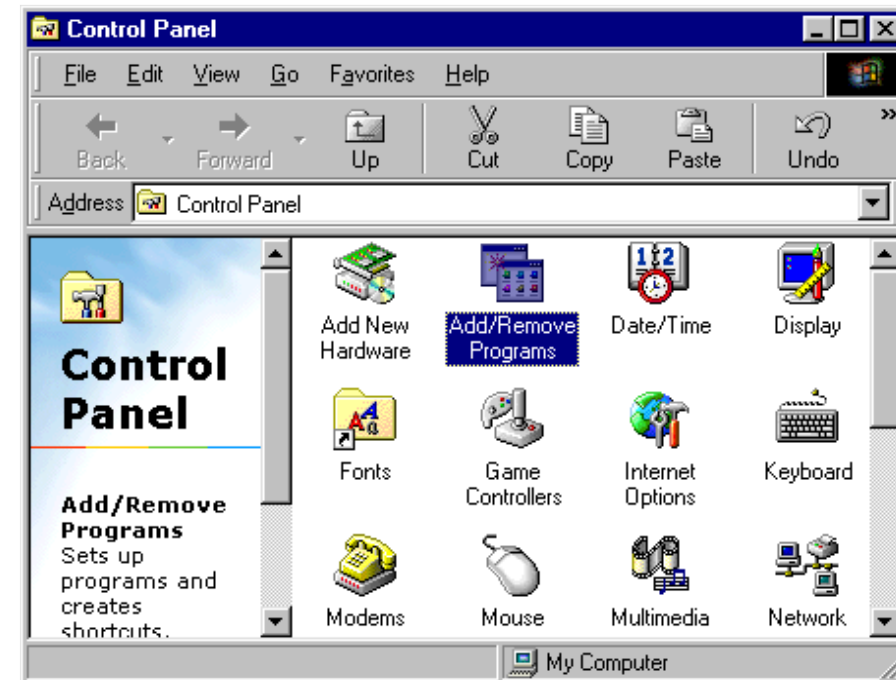 Control Panel
File Edit View Go Favorites Help
Back Forward Up Cut Copy Paste Undo »
Address Control Panel
Control
Panel
Add/Remove
Programs
Sets up
programs and
creates
shortcuts.
Add New
Hardware
Add/Remove
Programs
Date/Time
Display
Fonts
Game
Controllers
Internet
Options
Keyboard
Modems
Mouse
Multimedia
Network
My Computer